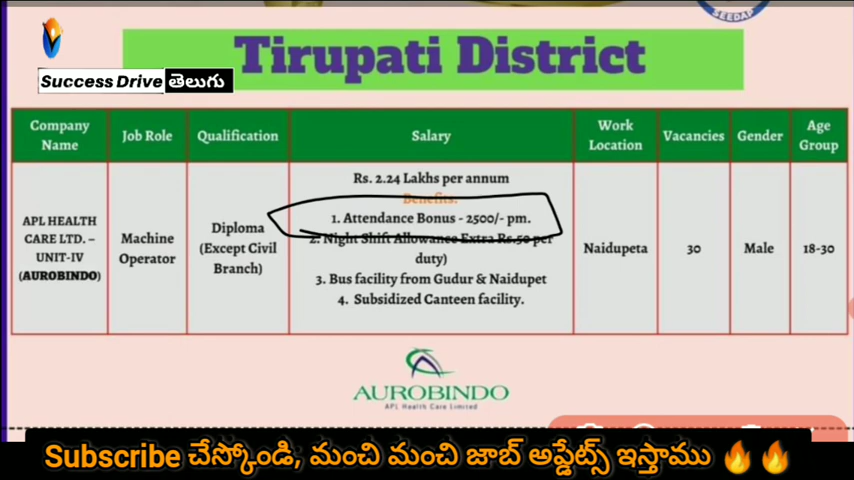 SEEDAP
Tirupati District
Success Drive తెలుగు
Company Name
Job Role
Qualification
Salary
Work Location
Vacancies
Gender
Age Group
APL HEALTH
CARE LTD. –
UNIT-IV
(AUROBINDO)
Machine
Operator
Diploma
(Except Civil
Branch)
Rs. 2.24 Lakhs per annum
Benefits:
1. Attendance Bonus - 2500/- pm.
2. Night Shift Allowance Extra Rs.50 per
duty)
3. Bus facility from Gudur & Naidupet
4. Subsidized Canteen facility.
Naidupeta
30
Male
18-30
AUROBINDO
APL Health Care Limited
Subscribe చేస్కోండి, మంచి మంచి జాబ్ అప్డేట్స్ ఇస్తాము 🔥🔥